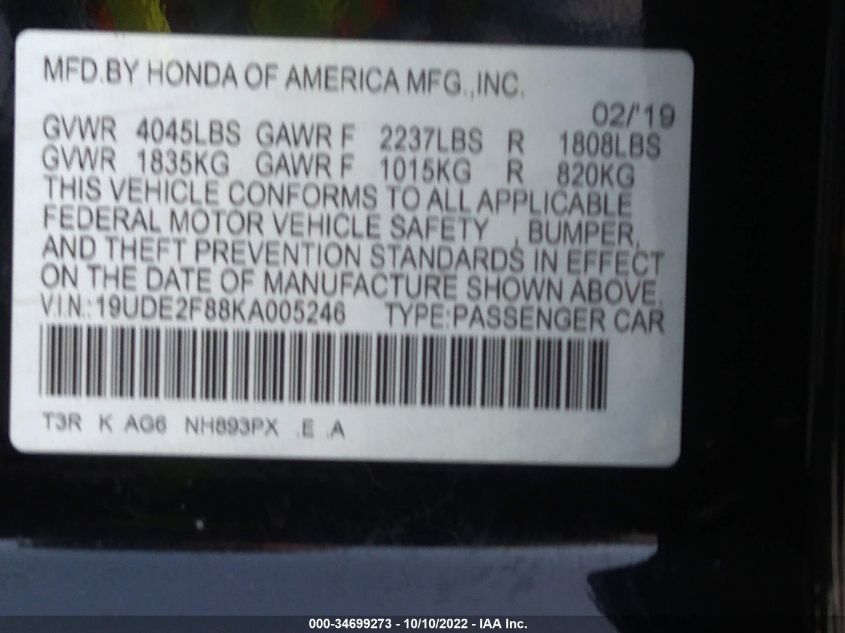 MFD.BY HONDA OF AMERICA MFG.,INC.
02/'19
GVWR 4045LBS GAWR F 2237LBS R 1808LBS
GVWR 1835KG GAWR F 1015KG R 820KG
THIS VEHICLE CONFORMS TO ALL APPLICABLE
FEDERAL MOTOR VEHICLE SAFETY , BUMPER,
AND THEFT PREVENTION STANDARDS IN EFFECT
ON THE DATE OF MANUFACTURE SHOWN ABOVE.
V.I.N.:19UDE2F88KA005246 TYPE:PASSENGER CAR
T3R K AG6 NH893PX .E .A
000-34699273 - 10/10/2022 - IAA Inc.